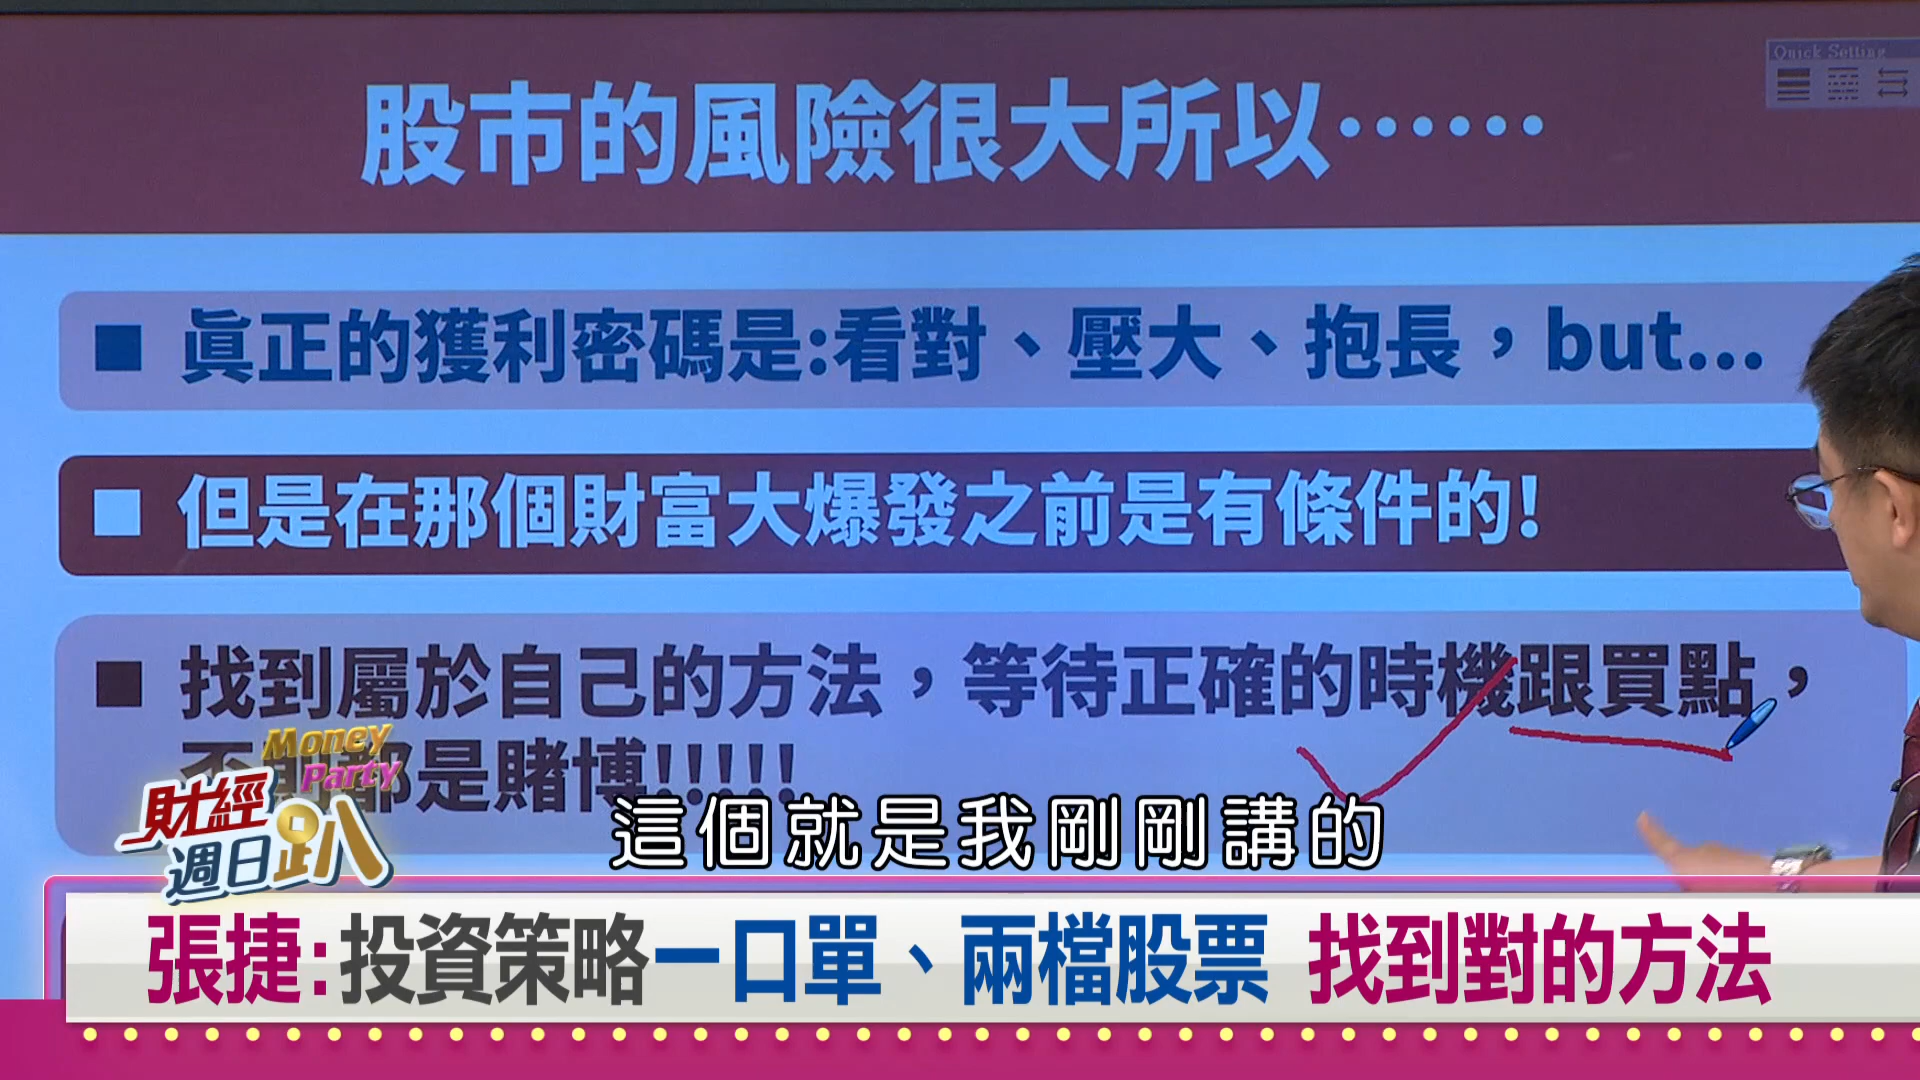 股市的風險很大所以⋯⋯
Quick Setting
■ 真正的獲利密碼是:看對、壓大、抱長，but...
■ 但是在那個財富大爆發之前是有條件的!
■ 找到屬於自己的方法，等待正確的時機跟買點，
不則都是賭博!!!!!
Money Party
財經週日趴
這個就是我剛剛講的
張捷:投資策略一口單、兩檔股票 找到對的方法